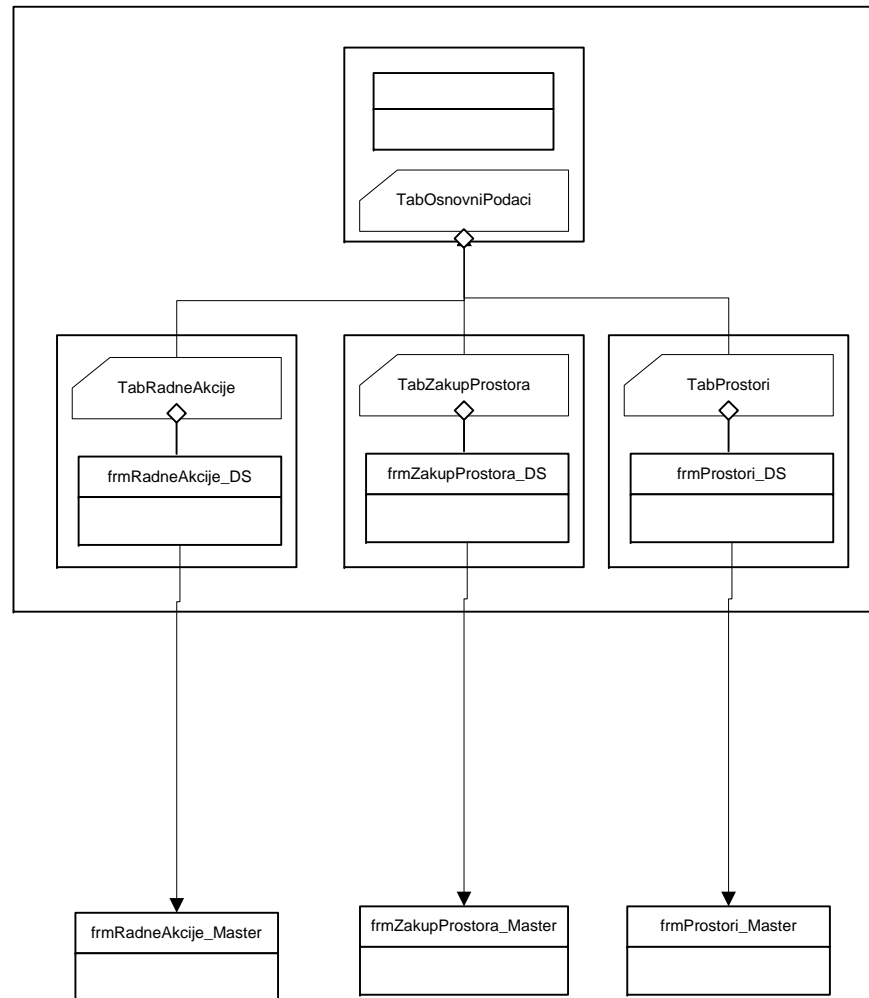 TabOsnovniPodaci
TabRadneAkcije
TabZakupProstora
TabProstori
frmRadneAkcije_DS
frmZakupProstora_DS
frmProstori_DS
frmRadneAkcije_Master
frmZakupProstora_Master
frmProstori_Master